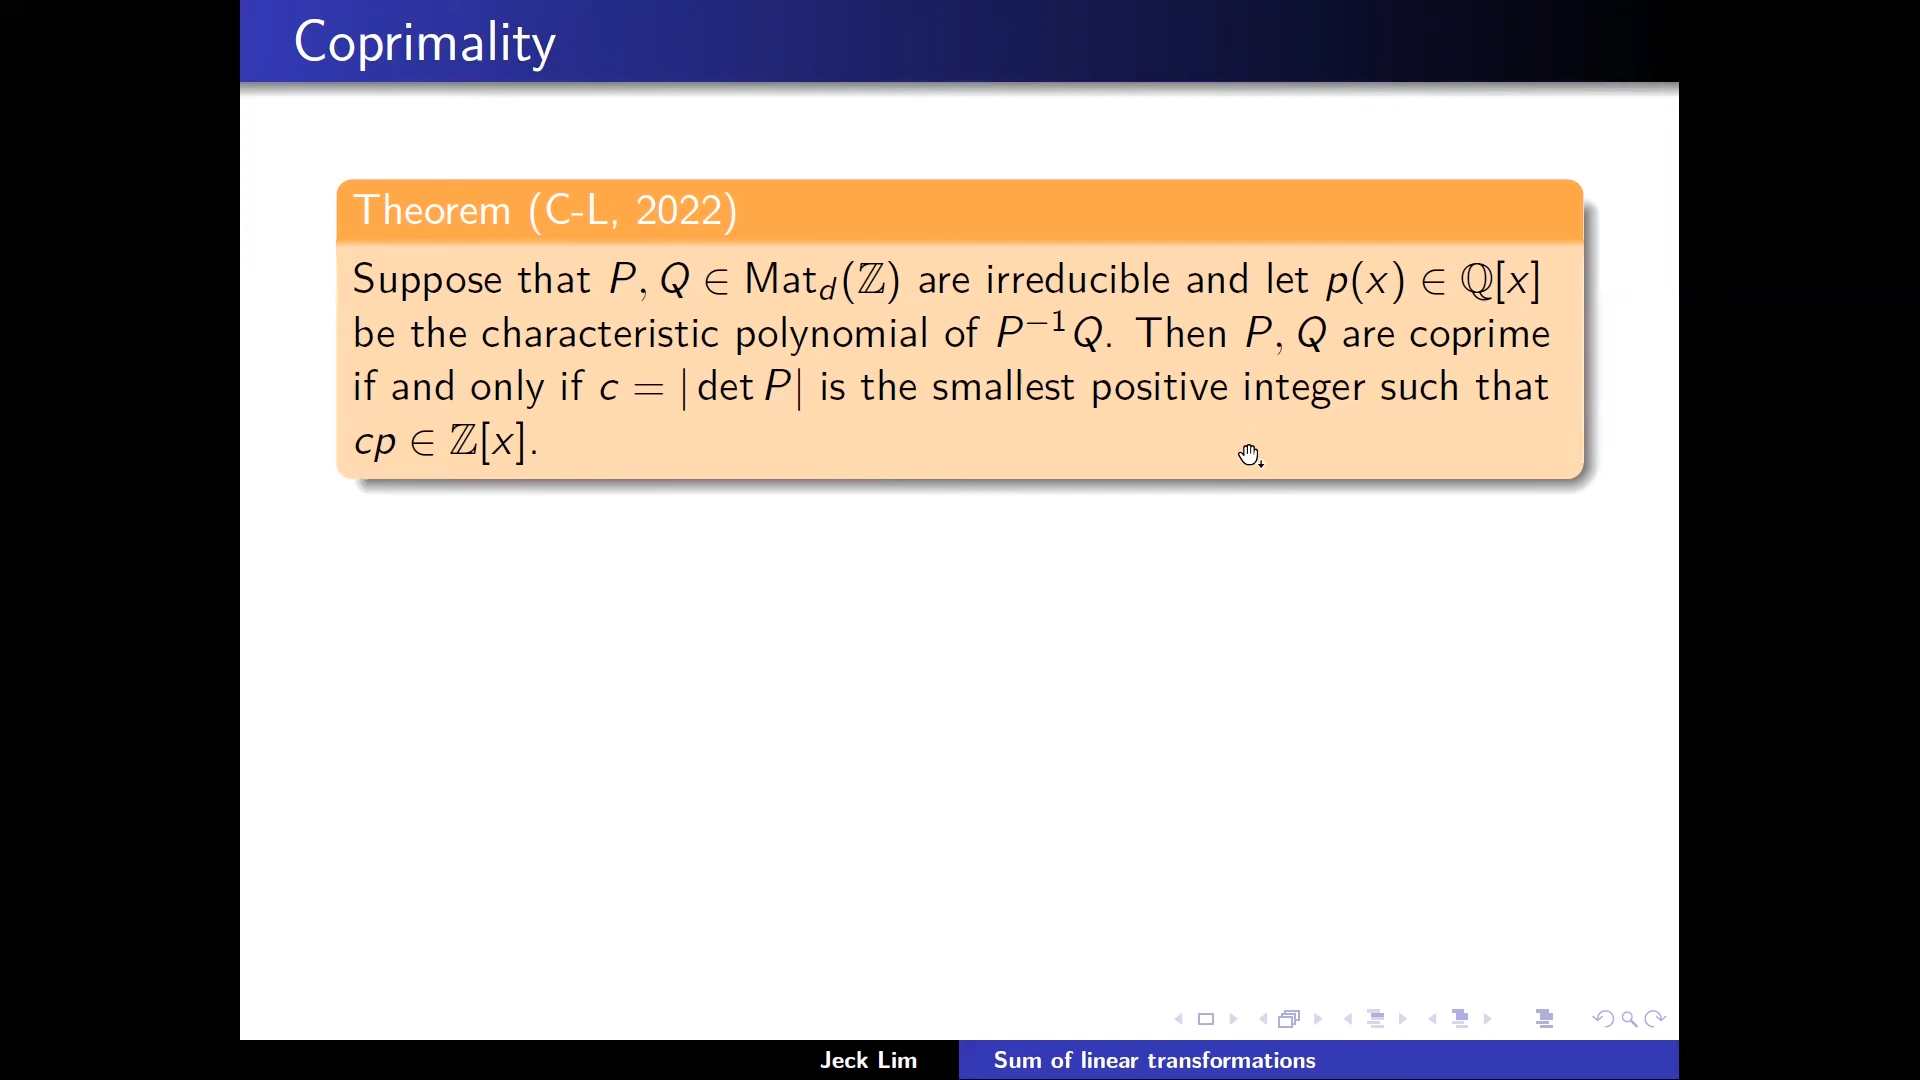 Coprimality
Theorem (C-L, 2022)
Suppose that P, Q ∈ Mat_d(ℤ) are irreducible and let p(x) ∈ ℚ[x]
be the characteristic polynomial of P⁻¹Q. Then P, Q are coprime
if and only if c = | det P| is the smallest positive integer such that
cp ∈ ℤ[x].
Jeck Lim
Sum of linear transformations